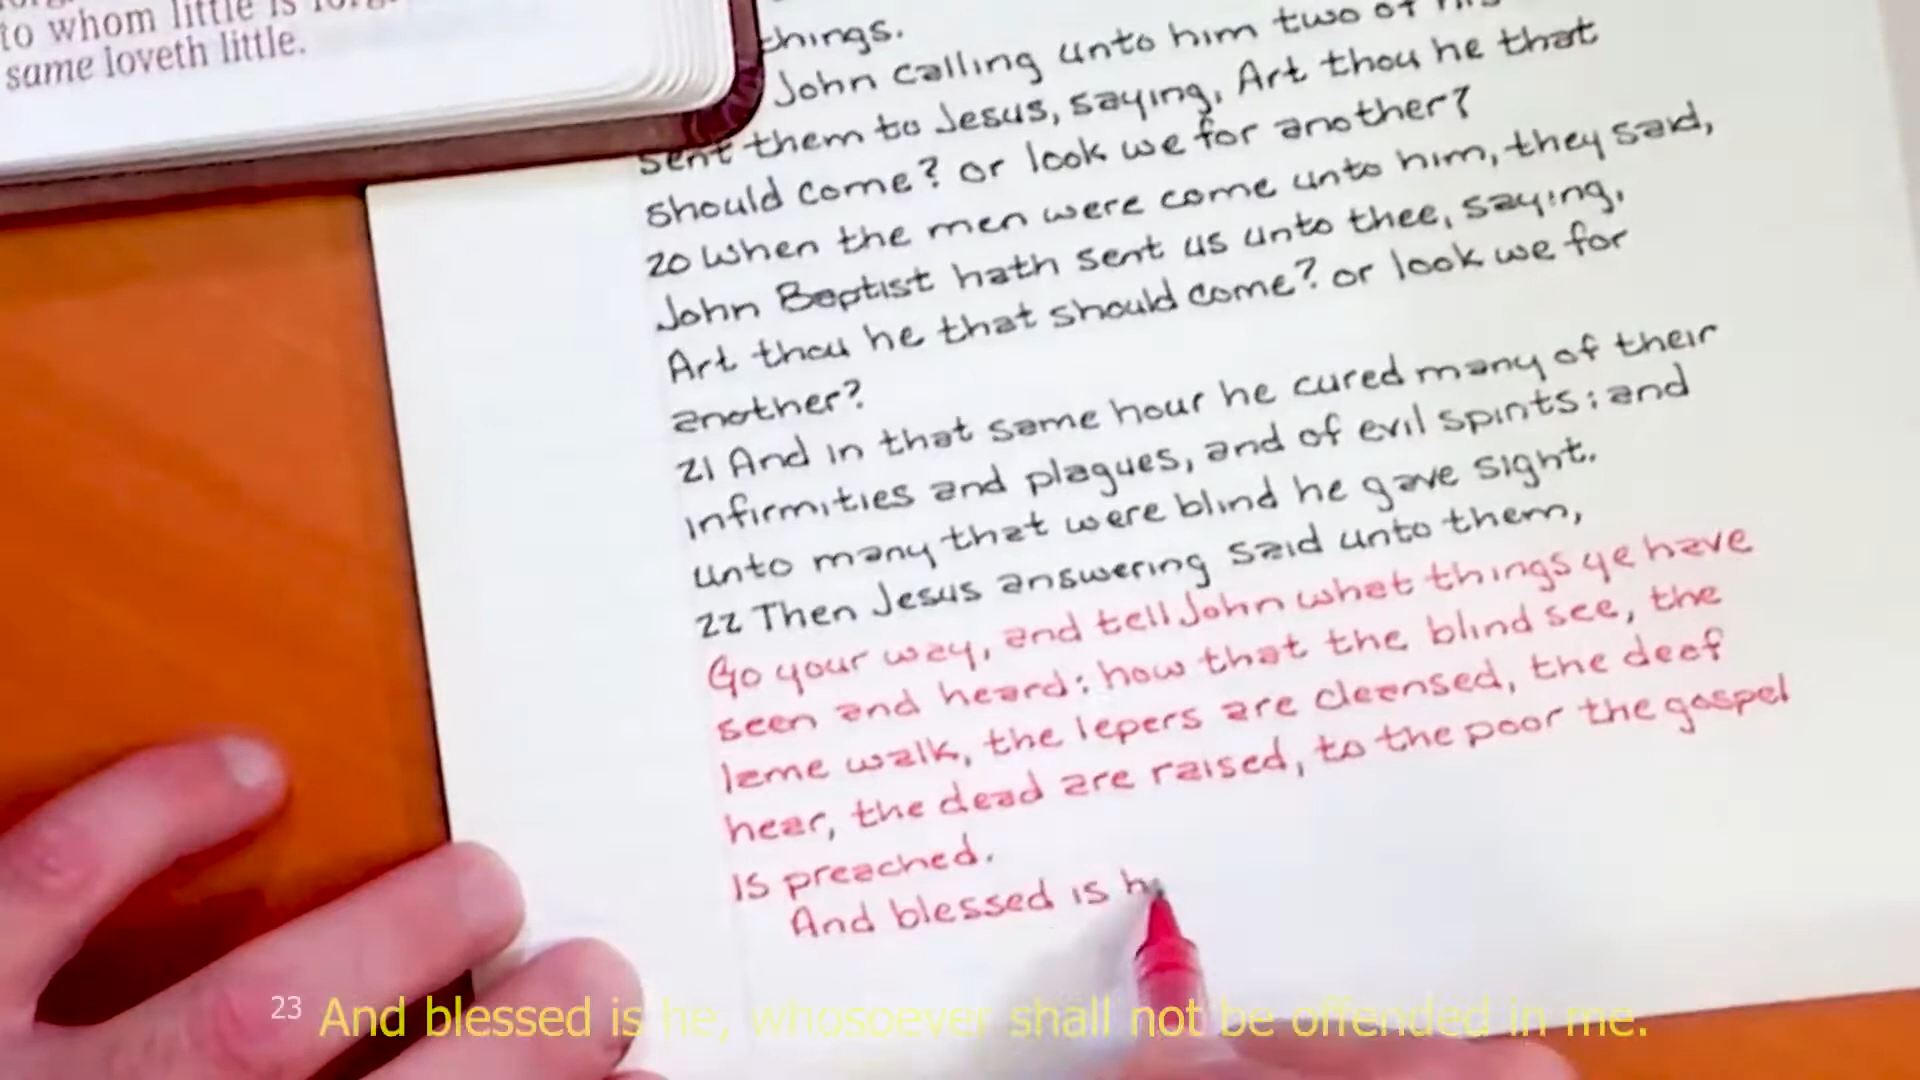 to whom little is
same loveth little.
things.
John calling unto him two of his
sent them to Jesus, saying, Art thou he that
should come? or look we for another?
20 When the men were come unto him, they said,
John Baptist hath sent us unto thee, saying,
Art thou he that should come? or look we for
another?
21 And in that same hour he cured many of their
infirmities and plagues, and of evil spirits; and
unto many that were blind he gave sight.
22 Then Jesus answering said unto them,
Go your way, and tell John what things ye have
seen and heard; how that the blind see, the
lame walk, the lepers are cleansed, the deaf
hear, the dead are raised, to the poor the gospel
is preached.
And blessed is h
23 And blessed is he, whosoever shall not be offended in me.